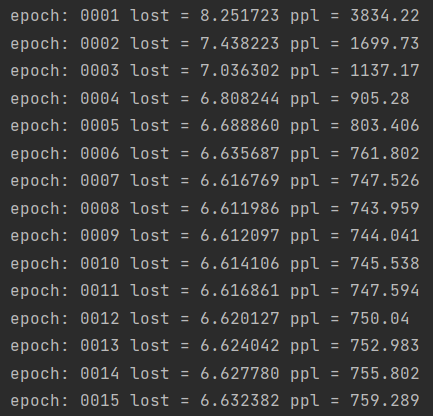 epoch: 0001 lost = 8.251723 ppl = 3834.22
epoch: 0002 lost = 7.438223 ppl = 1699.73
epoch: 0003 lost = 7.036302 ppl = 1137.17
epoch: 0004 lost = 6.808244 ppl = 905.28
epoch: 0005 lost = 6.688860 ppl = 803.406
epoch: 0006 lost = 6.635687 ppl = 761.802
epoch: 0007 lost = 6.616769 ppl = 747.526
epoch: 0008 lost = 6.611986 ppl = 743.959
epoch: 0009 lost = 6.612097 ppl = 744.041
epoch: 0010 lost = 6.614106 ppl = 745.538
epoch: 0011 lost = 6.616861 ppl = 747.594
epoch: 0012 lost = 6.620127 ppl = 750.04
epoch: 0013 lost = 6.624042 ppl = 752.983
epoch: 0014 lost = 6.627780 ppl = 755.802
epoch: 0015 lost = 6.632382 ppl = 759.289